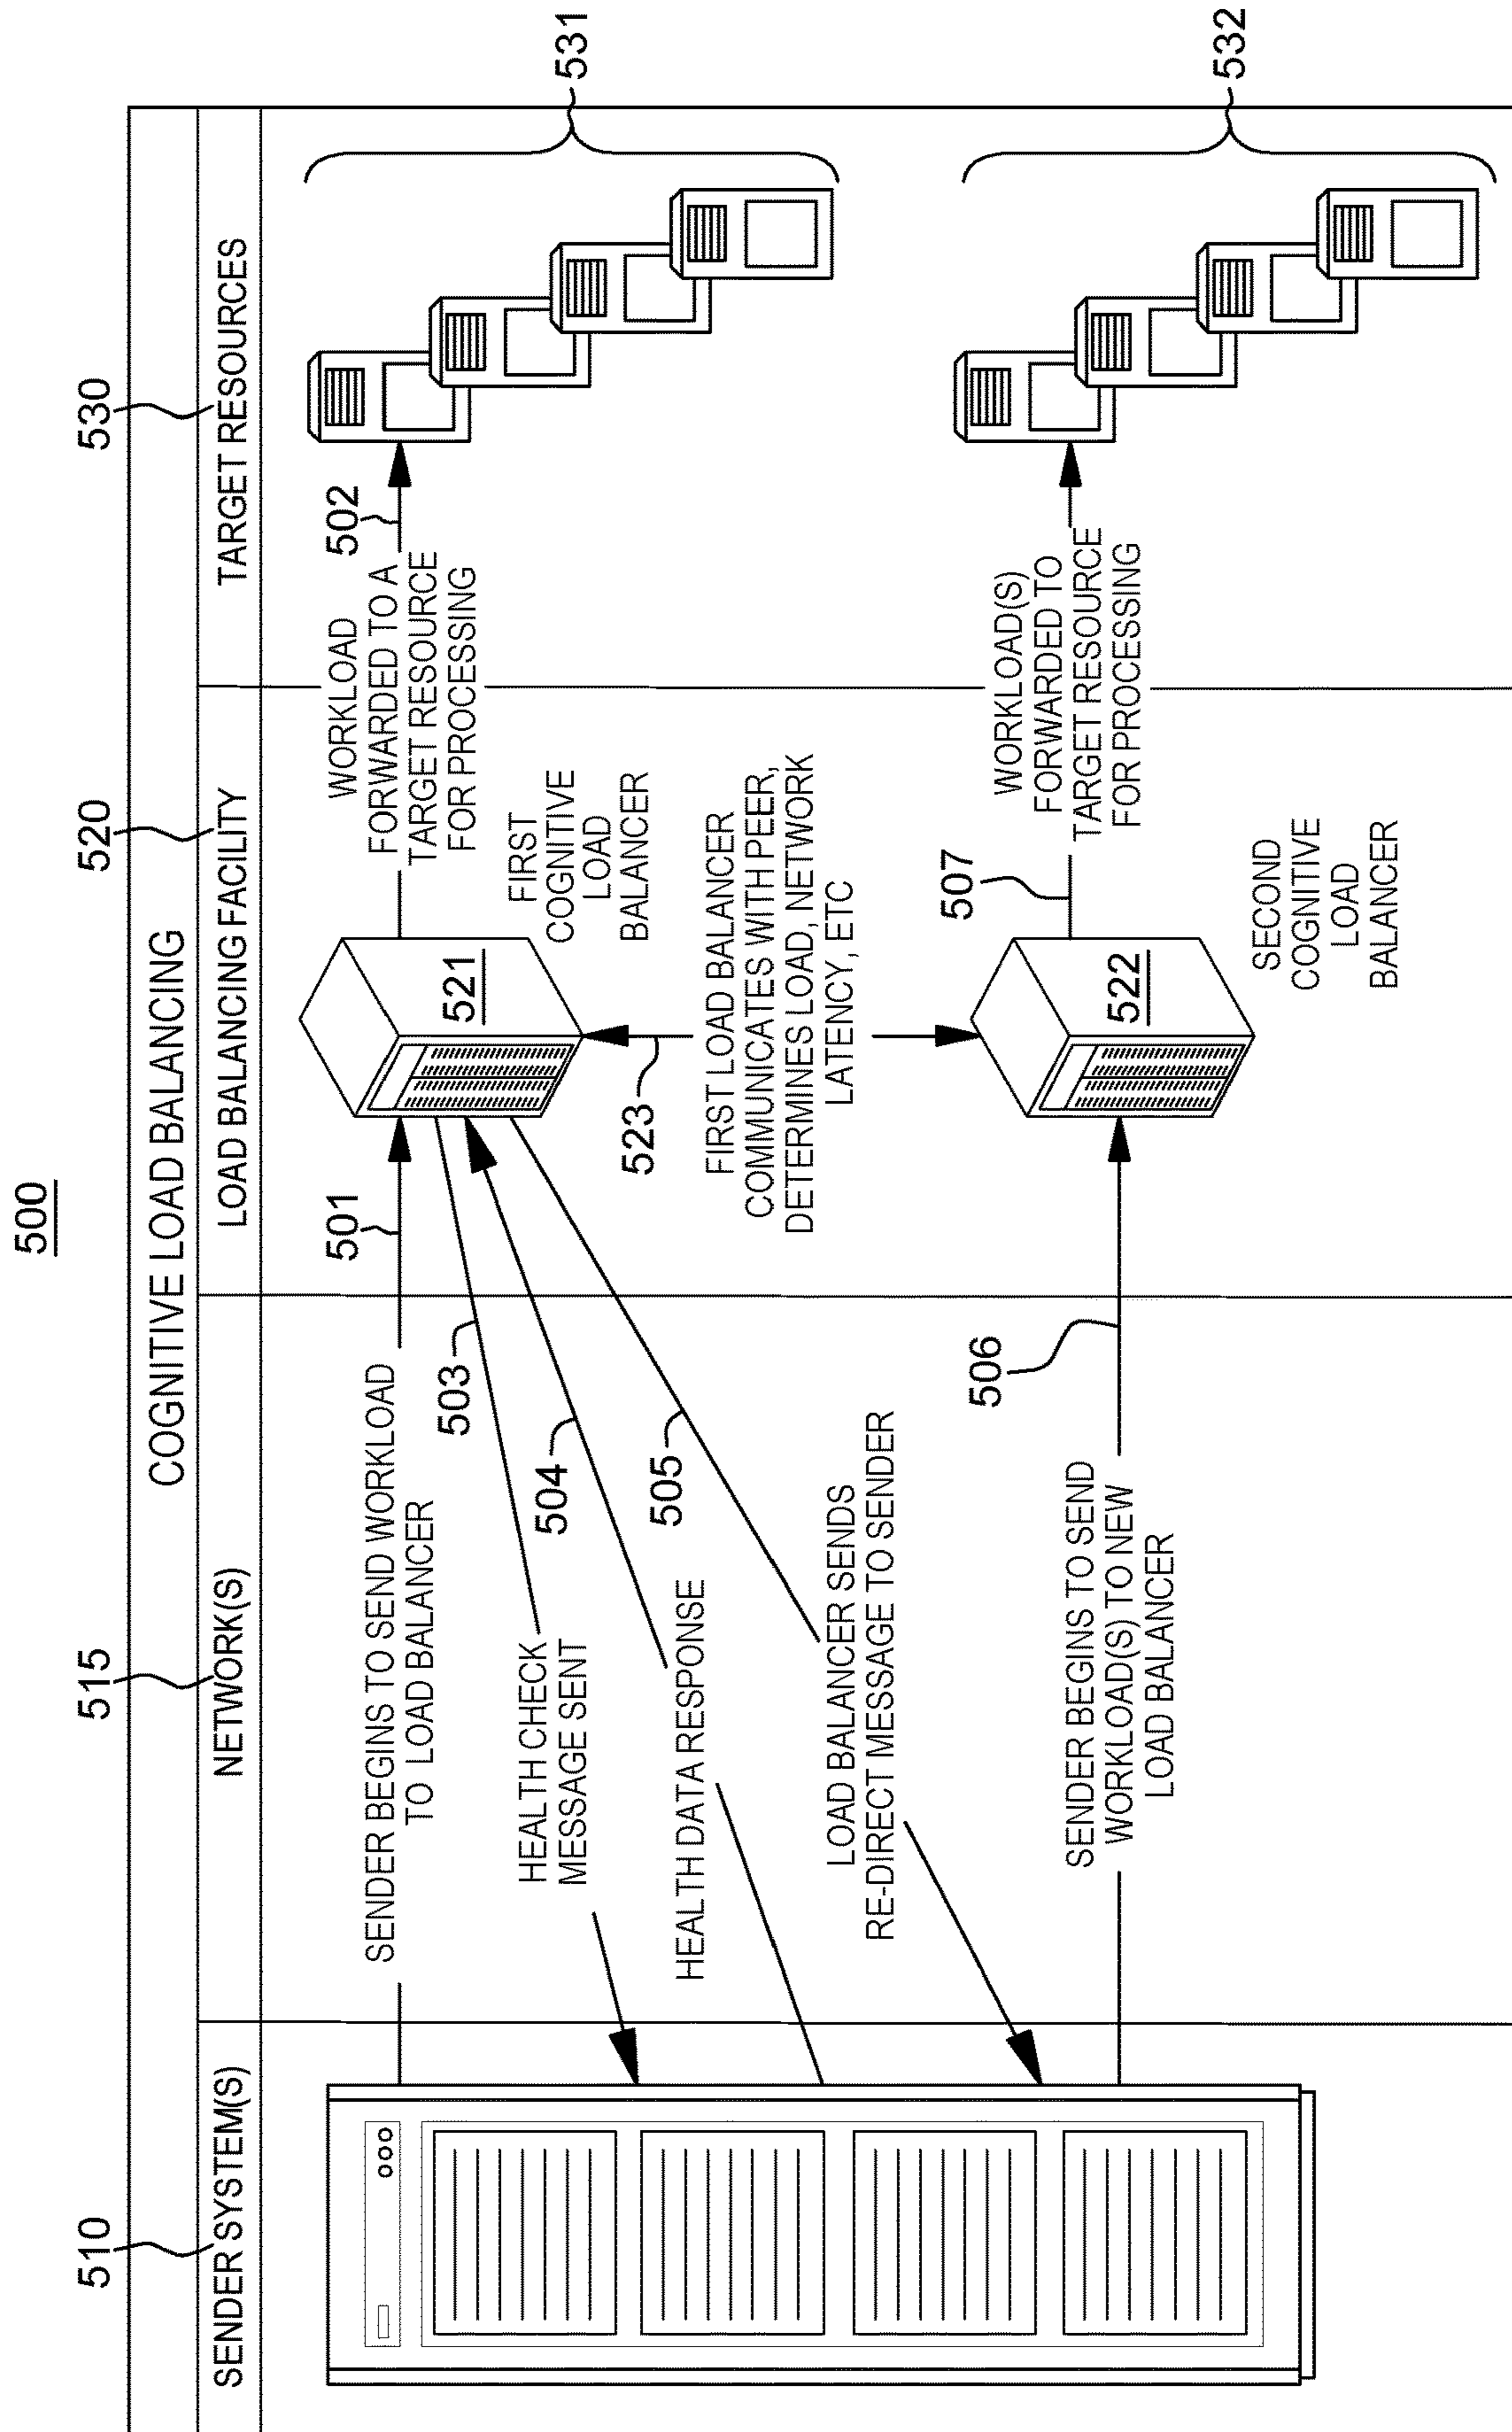 500
COGNITIVE LOAD BALANCING
510
515
520
530
SENDER SYSTEM(S)
NETWORK(S)
LOAD BALANCING FACILITY
TARGET RESOURCES
SENDER BEGINS TO SEND WORKLOAD
TO LOAD BALANCER
501
521
FIRST
COGNITIVE
LOAD
BALANCER
WORKLOAD
FORWARDED TO A
TARGET RESOURCE
FOR PROCESSING
502
531
HEALTH CHECK
MESSAGE SENT
503
HEALTH DATA RESPONSE
504
LOAD BALANCER SENDS
RE-DIRECT MESSAGE TO SENDER
505
523
FIRST LOAD BALANCER
COMMUNICATES WITH PEER,
DETERMINES LOAD, NETWORK
LATENCY, ETC
SENDER BEGINS TO SEND
WORKLOAD(S) TO NEW
LOAD BALANCER
506
522
SECOND
COGNITIVE
LOAD
BALANCER
507
WORKLOAD(S)
FORWARDED TO
TARGET RESOURCE
FOR PROCESSING
532